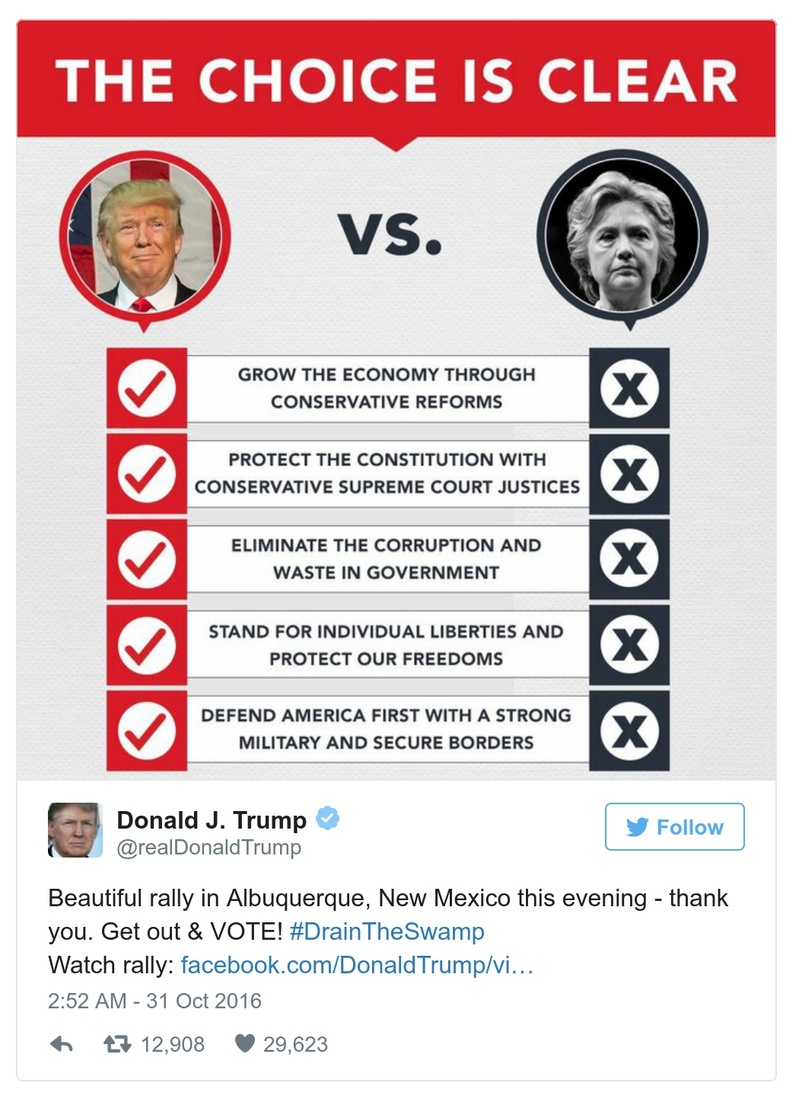 THE CHOICE IS CLEAR
VS.
GROW THE ECONOMY THROUGH
CONSERVATIVE REFORMS
X
PROTECT THE CONSTITUTION WITH
CONSERVATIVE SUPREME COURT JUSTICES
X
ELIMINATE THE CORRUPTION AND
WASTE IN GOVERNMENT
X
STAND FOR INDIVIDUAL LIBERTIES AND
PROTECT OUR FREEDOMS
X
DEFEND AMERICA FIRST WITH A STRONG
MILITARY AND SECURE BORDERS
X
Donald J. Trump
@realDonaldTrump
Follow
Beautiful rally in Albuquerque, New Mexico this evening - thank
you. Get out & VOTE! #DrainTheSwamp
Watch rally: facebook.com/DonaldTrump/vi…
2:52 AM - 31 Oct 2016
12,908 29,623